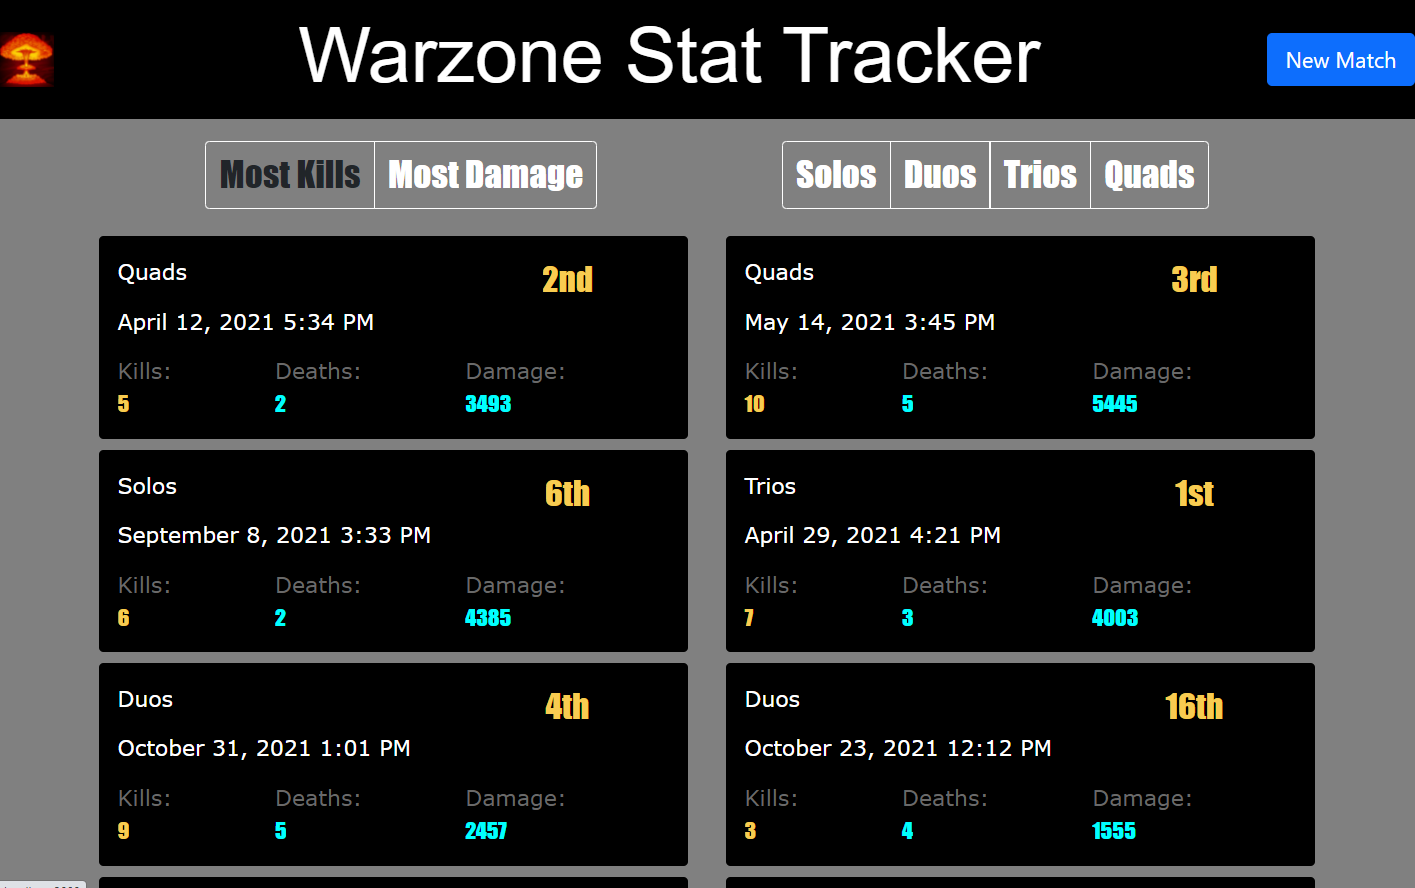 Warzone Stat Tracker
New Match
Most Kills
Most Damage
Solos
Duos
Trios
Quads
Quads
2nd
April 12, 2021 5:34 PM
Kills:
Deaths:
Damage:
5
2
3493
Quads
3rd
May 14, 2021 3:45 PM
Kills:
Deaths:
Damage:
10
5
5445
Solos
6th
September 8, 2021 3:33 PM
Kills:
Deaths:
Damage:
6
2
4385
Trios
1st
April 29, 2021 4:21 PM
Kills:
Deaths:
Damage:
7
3
4003
Duos
4th
October 31, 2021 1:01 PM
Kills:
Deaths:
Damage:
9
5
2457
Duos
16th
October 23, 2021 12:12 PM
Kills:
Deaths:
Damage:
3
4
1555